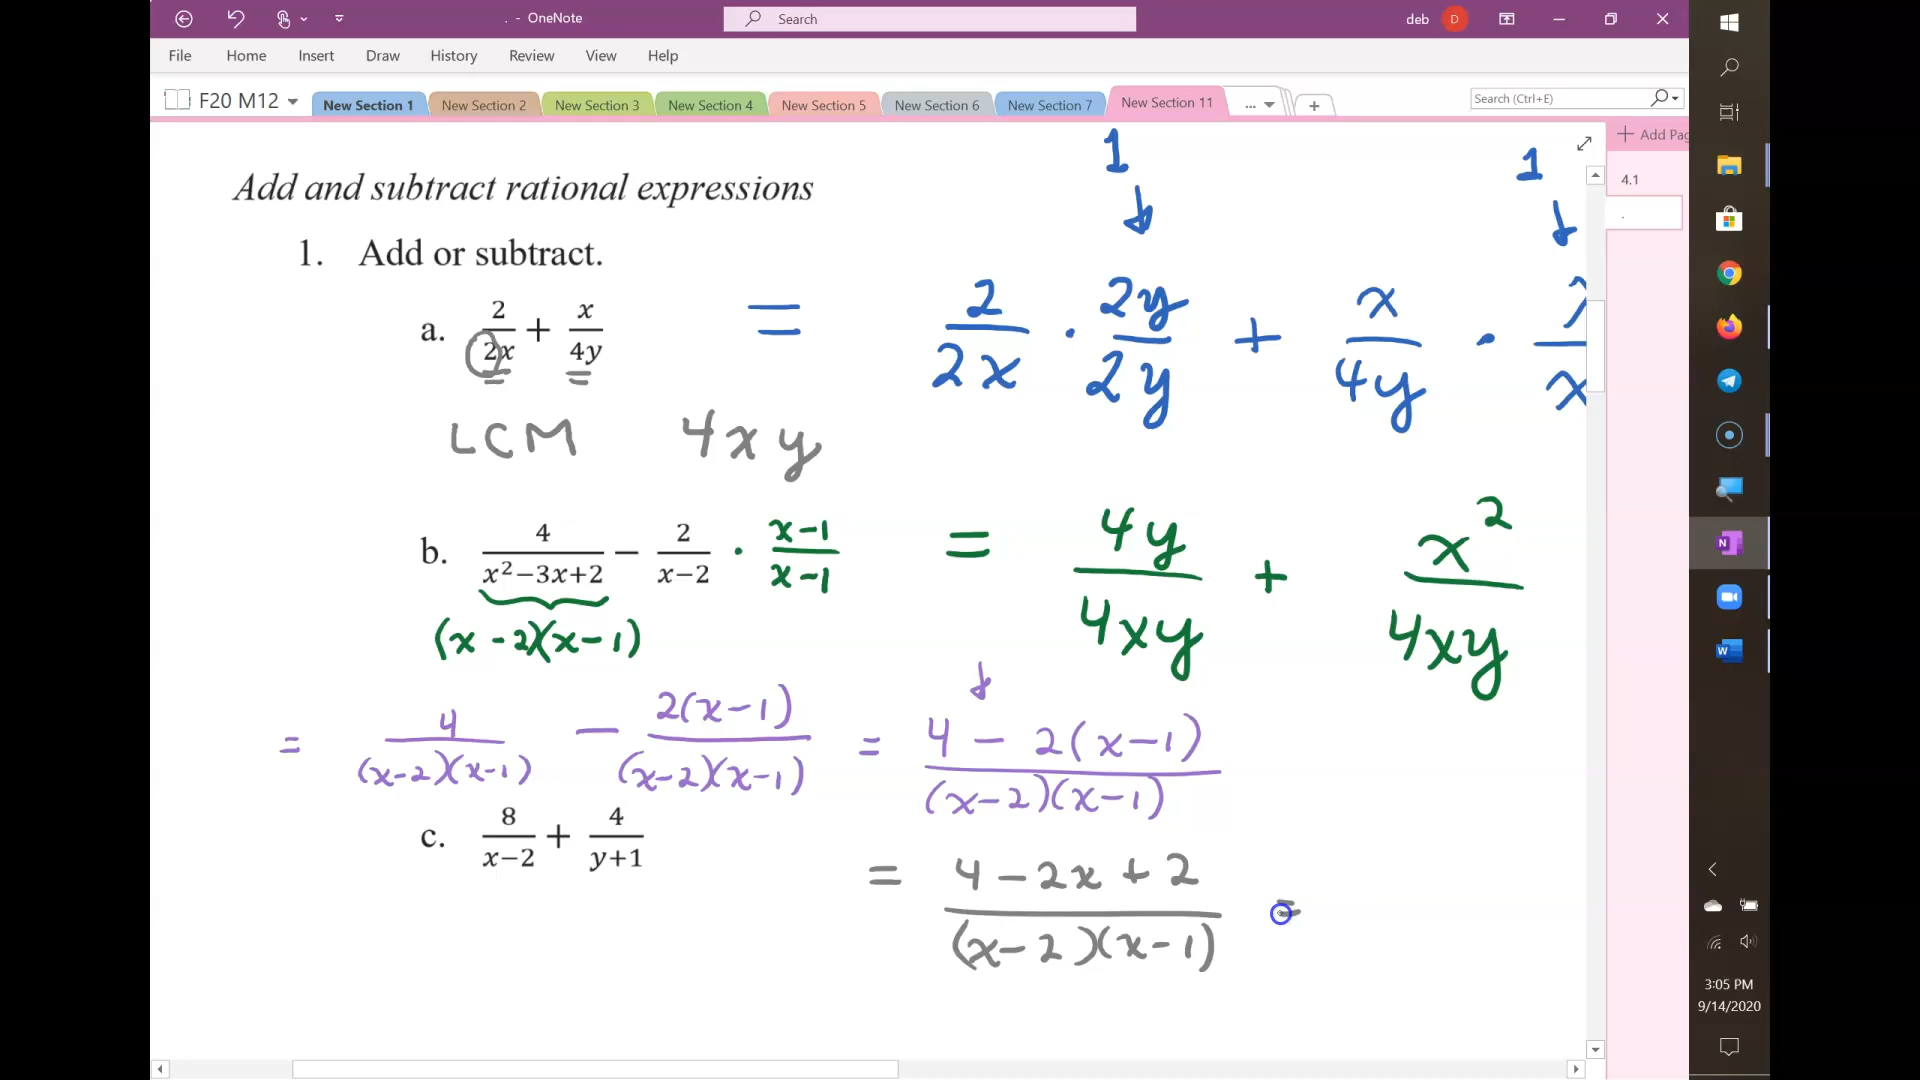 . - OneNote
Search
deb
D
File Home Insert Draw History Review View Help
F20 M12
New Section 1 New Section 2 New Section 3 New Section 4 New Section 5 New Section 6 New Section 7 New Section 11 ... +
Search (Ctrl+E)
+ Add Pag
4.1
.
1 1
Add and subtract rational expressions
1. Add or subtract.
a. 2/2x + x/4y = 2/2x · 2y/2y + x/4y · x/x
LCM 4xy
b. 4/x²−3x+2 − 2/x−2 · x−1/x−1 = 4y/4xy + x²/4xy
(x−2)(x−1)
= 4/(x−2)(x−1) − 2(x−1)/(x−2)(x−1) = 4−2(x−1)/(x−2)(x−1)
c. 8/x−2 + 4/y+1
= 4−2x+2/(x−2)(x−1) =
N
W
3:05 PM
9/14/2020